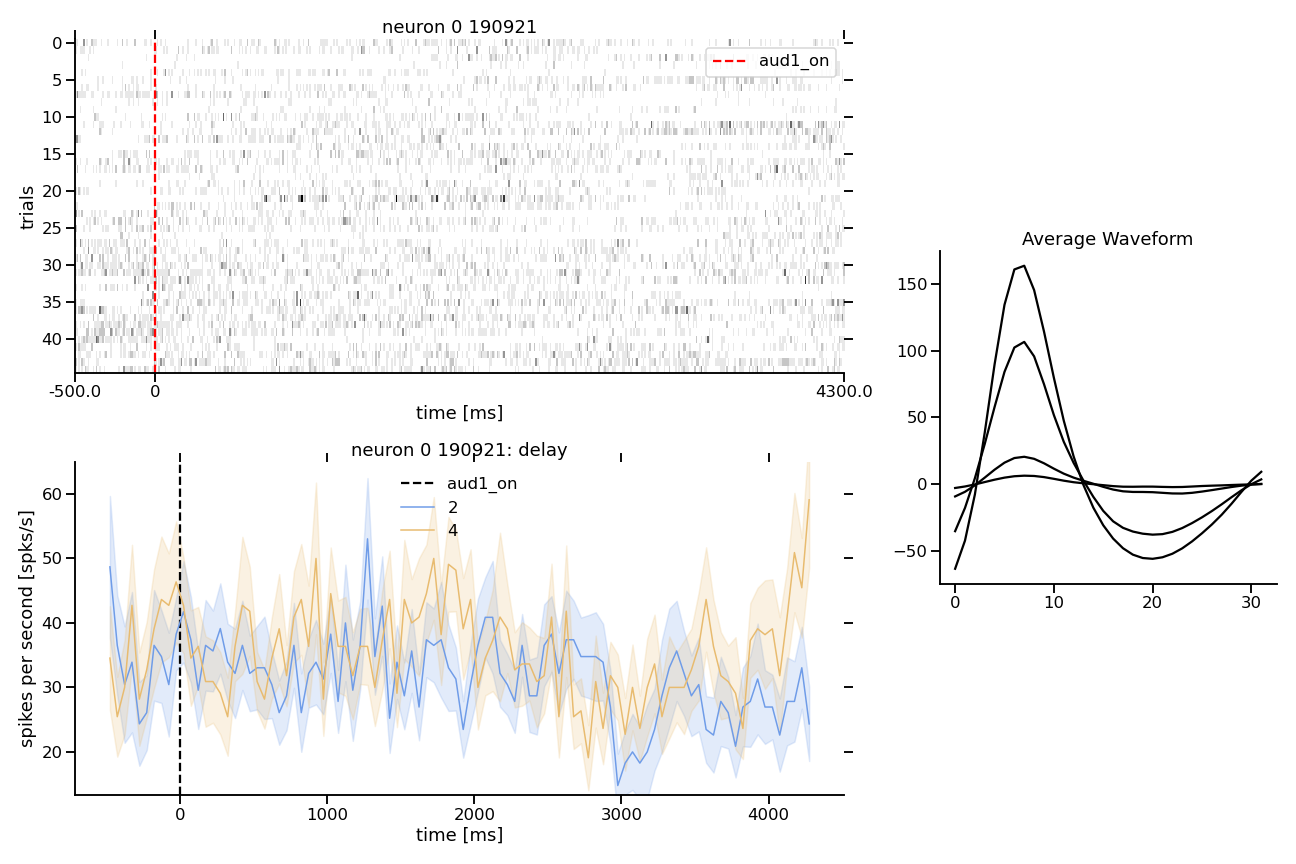 neuron 0 190921
0
5
10
15
20
25
30
35
40
trials
aud1_on
-500.0 0 4300.0
time [ms]
neuron 0 190921: delay
60
50
40
30
20
spikes per second [spks/s]
aud1_on
2
4
0 1000 2000 3000 4000
time [ms]
Average Waveform
150
100
50
0
−50
0 10 20 30